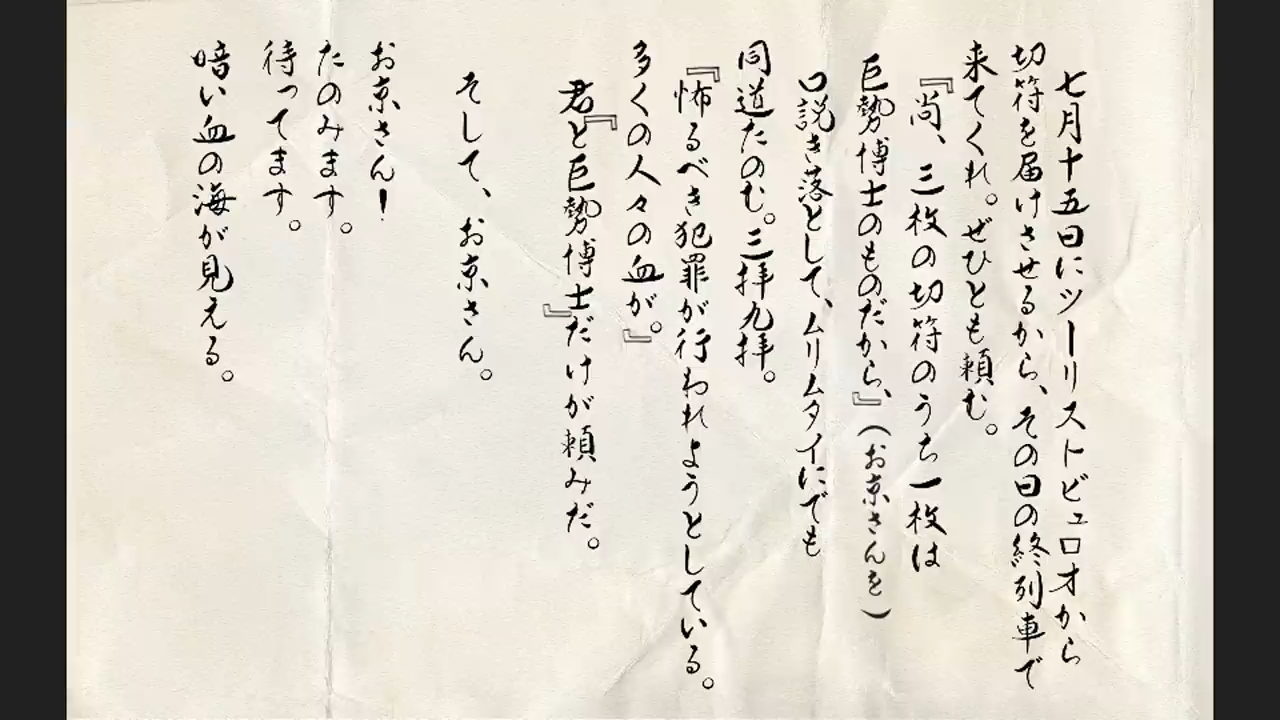 七月十五日にツーリストビュロオから
切符を届けさせるから、その日の終列車で
来てくれ。ぜひとも頼む。
『尚、三枚の切符のうち一枚は
巨勢博士のものだから、』（お京さんを）
口説き落として、ムリムタイにでも
同道たのむ。三拝九拝。
『怖るべき犯罪が行われようとしている。
多くの人々の血が。』
君と『巨勢博士』だけが頼みだ。
そして、お京さん。
お京さん！
たのみます。
待ってます。
暗い血の海が見える。